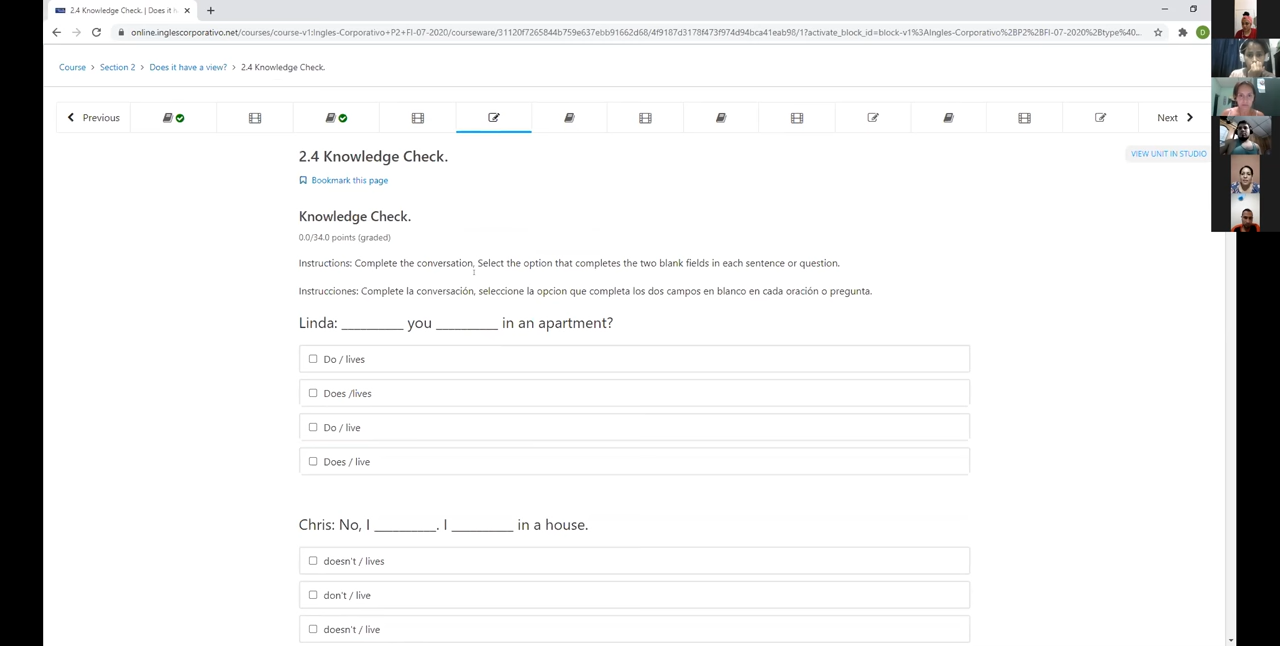 2.4 Knowledge Check. | Does it h
online.inglescorporativo.net/courses/course-v1:Ingles-Corporativo+P2+FI-07-2020/courseware/31120f7265844b759e637ebb91662d68/4f9187d3178f473f974d94bca41eab98/1?activate_block_id=block-v1%3AIngles-Corporativo%2BP2%2BFI-07-2020%2Btype%40...
D
Course > Section 2 > Does it have a view? > 2.4 Knowledge Check.
Previous
Next
2.4 Knowledge Check.
VIEW UNIT IN STUDIO
Bookmark this page
Knowledge Check.
0.0/34.0 points (graded)
Instructions: Complete the conversation, Select the option that completes the two blank fields in each sentence or question.
Instrucciones: Complete la conversación, seleccione la opcion que completa los dos campos en blanco en cada oración o pregunta.
Linda: _________ you _________ in an apartment?
Do / lives
Does /lives
Do / live
Does / live
Chris: No, I _________. I _________ in a house.
doesn't / lives
don't / live
doesn't / live